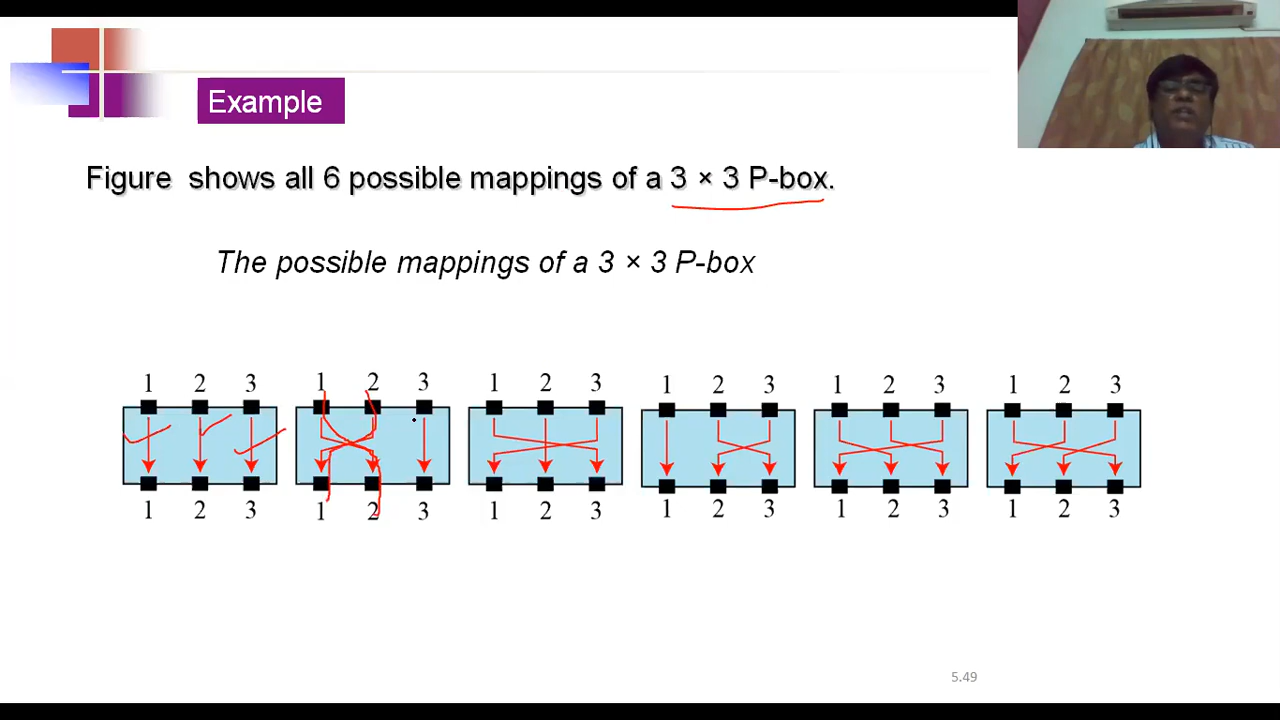 Example
Figure shows all 6 possible mappings of a 3 × 3 P-box.
The possible mappings of a 3 × 3 P-box
1 2 3 1 2 3 1 2 3 1 2 3 1 2 3 1 2 3
1 2 3 1 2 3 1 2 3 1 2 3 1 2 3 1 2 3
5.49